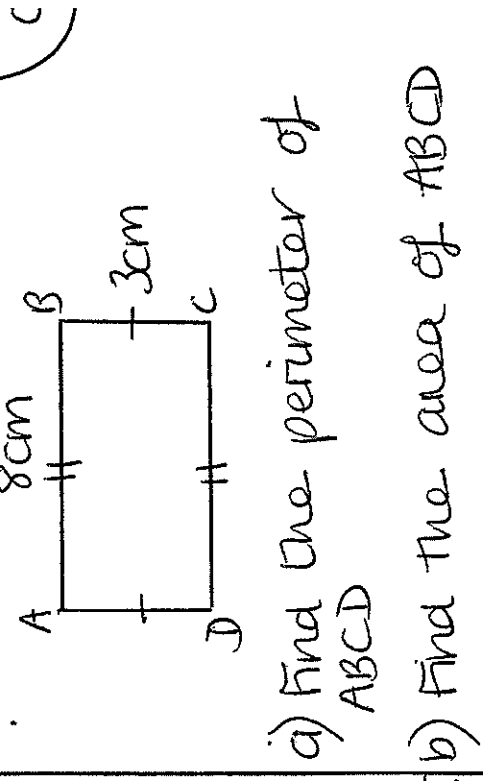 8cm
A
B
3cm
D
C
a) Find the perimeter of
ABCD
b) Find the area of ABCD